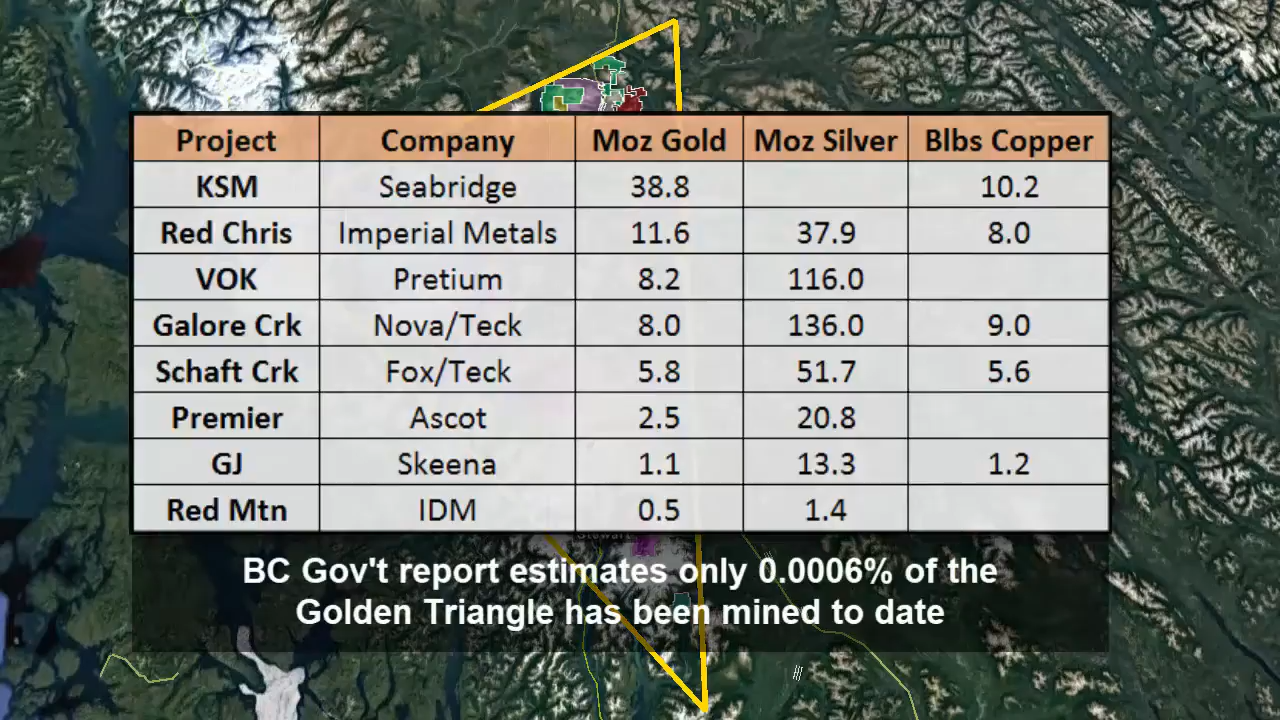 Project Company Moz Gold Moz Silver Blbs Copper
KSM Seabridge 38.8 10.2
Red Chris Imperial Metals 11.6 37.9 8.0
VOK Pretium 8.2 116.0
Galore Crk Nova/Teck 8.0 136.0 9.0
Schaft Crk Fox/Teck 5.8 51.7 5.6
Premier Ascot 2.5 20.8
GJ Skeena 1.1 13.3 1.2
Red Mtn IDM 0.5 1.4
Stewart
BC Gov't report estimates only 0.0006% of the
Golden Triangle has been mined to date